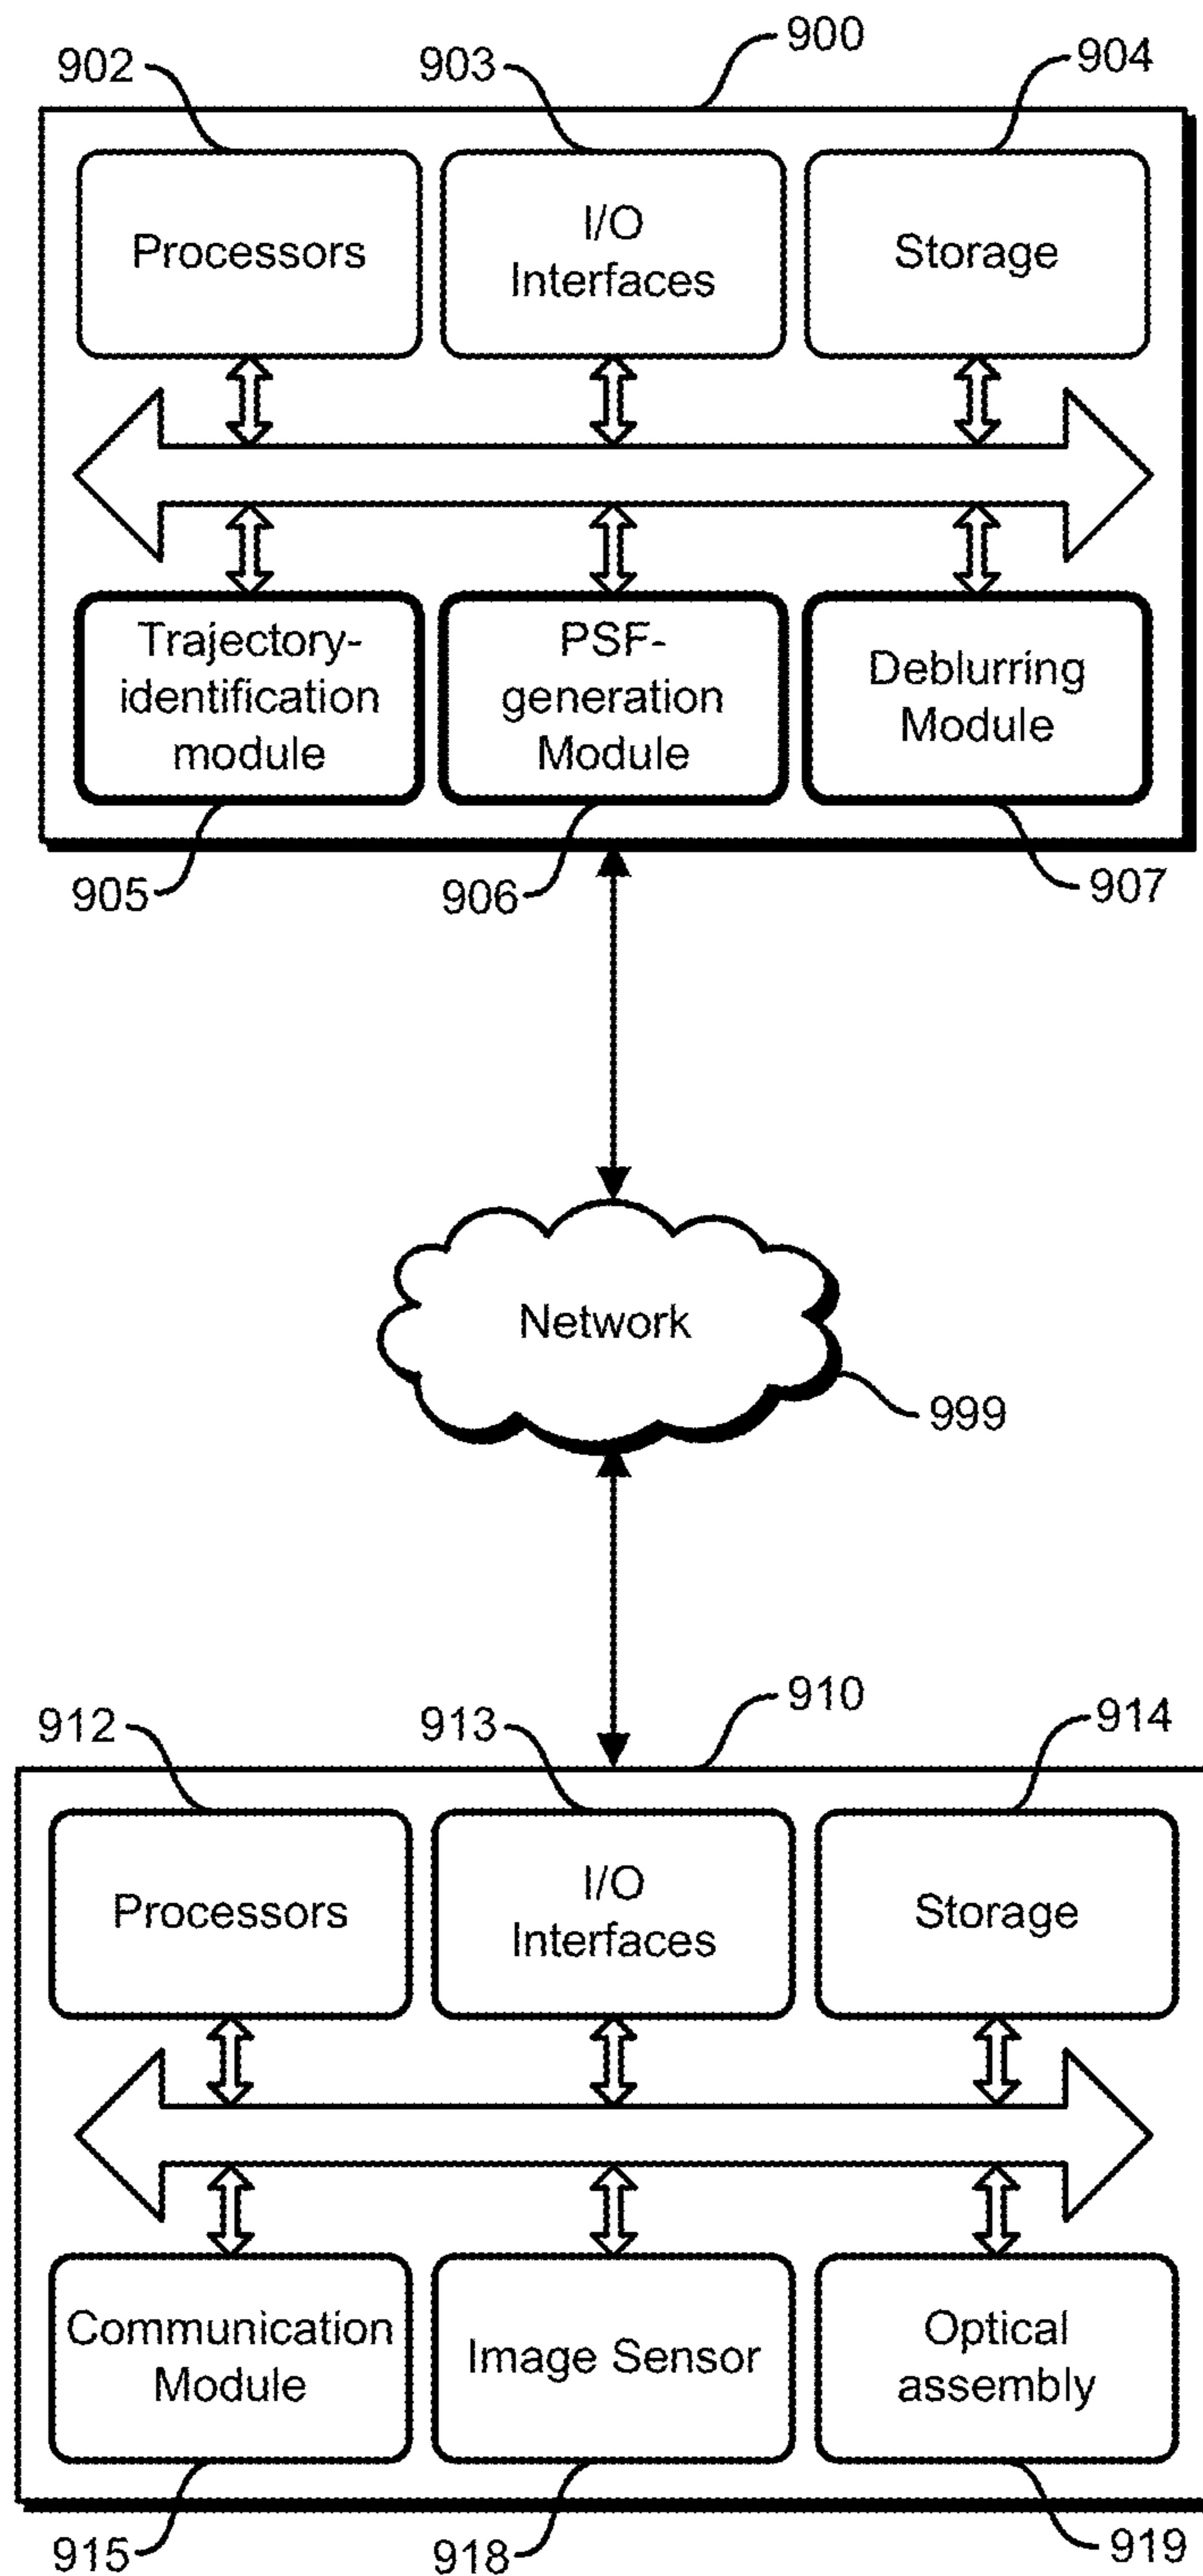 900
902
903
904
Processors
I/O
Interfaces
Storage
Trajectory-
identification
module
PSF-
generation
Module
Deblurring
Module
905
906
907
Network
999
910
912
913
914
Processors
I/O
Interfaces
Storage
Communication
Module
Image Sensor
Optical
assembly
915
918
919